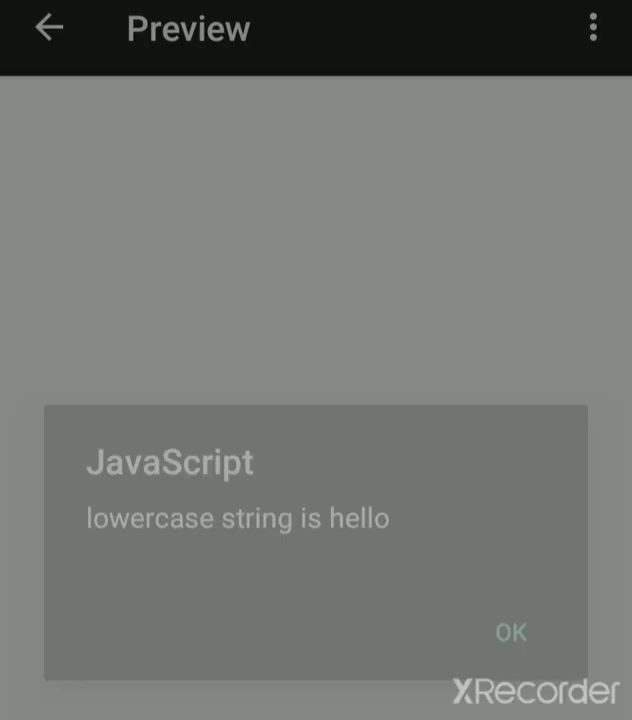 Preview
JavaScript
lowercase string is hello
OK
XRecorder